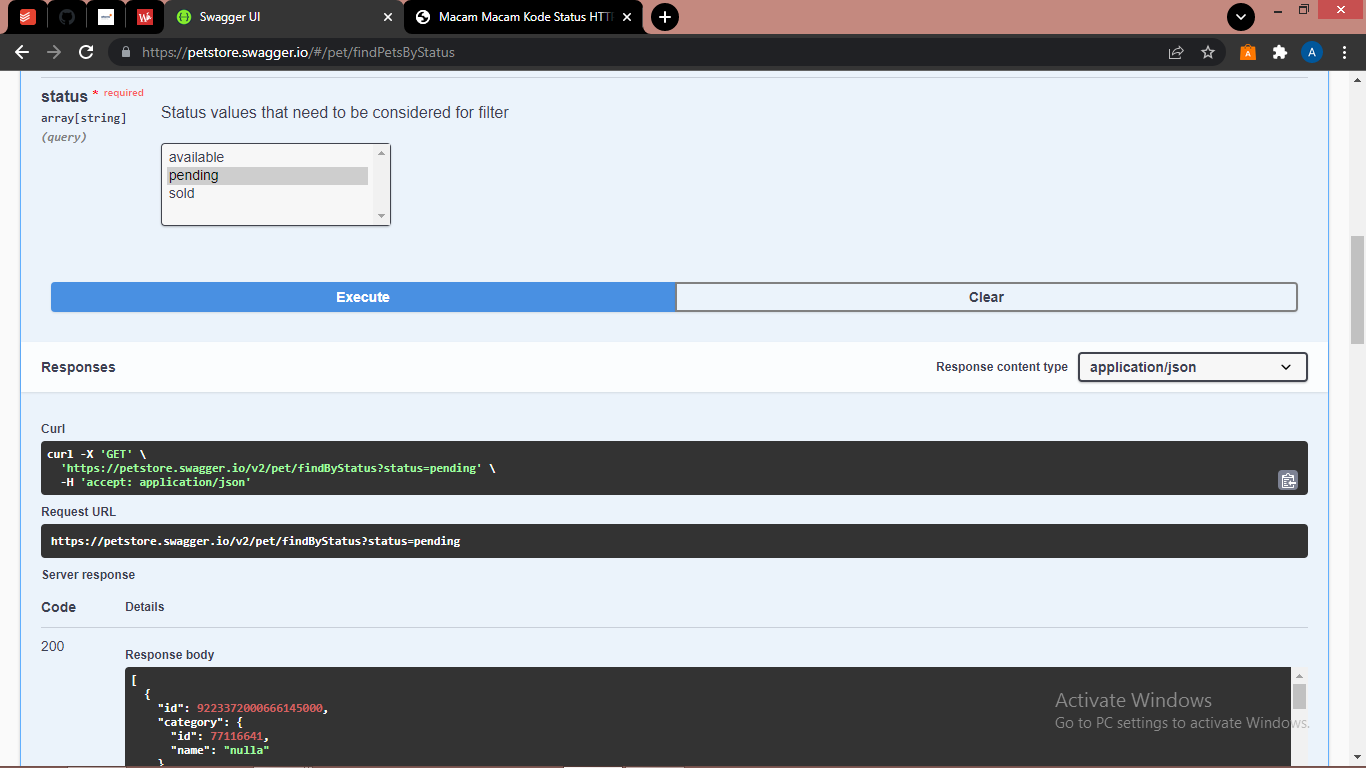 Swagger UI
Macam Macam Kode Status HTT
A
https://petstore.swagger.io/#/pet/findPetsByStatus
A
status * required
array[string]
(query)
Status values that need to be considered for filter
available
pending
sold
Execute
Clear
Responses
Response content type
application/json
Curl
curl -X 'GET' \
'https://petstore.swagger.io/v2/pet/findByStatus?status=pending' \
-H 'accept: application/json'
Request URL
https://petstore.swagger.io/v2/pet/findByStatus?status=pending
Server response
Code
Details
200
Response body
[
{
"id": 9223372000666145000,
"category": {
"id": 77116641,
"name": "nulla"
}
Activate Windows
Go to PC settings to activate Windows.